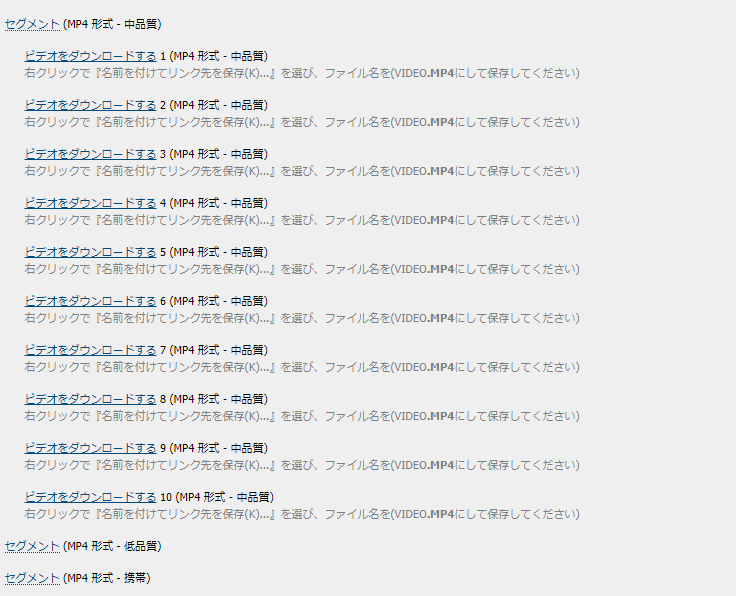 セグメント (MP4 形式 - 中品質)
ビデオをダウンロードする 1 (MP4 形式 - 中品質)
右クリックで『名前を付けてリンク先を保存(K)...』を選び、ファイル名を(VIDEO.MP4にして保存してください)
ビデオをダウンロードする 2 (MP4 形式 - 中品質)
右クリックで『名前を付けてリンク先を保存(K)...』を選び、ファイル名を(VIDEO.MP4にして保存してください)
ビデオをダウンロードする 3 (MP4 形式 - 中品質)
右クリックで『名前を付けてリンク先を保存(K)...』を選び、ファイル名を(VIDEO.MP4にして保存してください)
ビデオをダウンロードする 4 (MP4 形式 - 中品質)
右クリックで『名前を付けてリンク先を保存(K)...』を選び、ファイル名を(VIDEO.MP4にして保存してください)
ビデオをダウンロードする 5 (MP4 形式 - 中品質)
右クリックで『名前を付けてリンク先を保存(K)...』を選び、ファイル名を(VIDEO.MP4にして保存してください)
ビデオをダウンロードする 6 (MP4 形式 - 中品質)
右クリックで『名前を付けてリンク先を保存(K)...』を選び、ファイル名を(VIDEO.MP4にして保存してください)
ビデオをダウンロードする 7 (MP4 形式 - 中品質)
右クリックで『名前を付けてリンク先を保存(K)...』を選び、ファイル名を(VIDEO.MP4にして保存してください)
ビデオをダウンロードする 8 (MP4 形式 - 中品質)
右クリックで『名前を付けてリンク先を保存(K)...』を選び、ファイル名を(VIDEO.MP4にして保存してください)
ビデオをダウンロードする 9 (MP4 形式 - 中品質)
右クリックで『名前を付けてリンク先を保存(K)...』を選び、ファイル名を(VIDEO.MP4にして保存してください)
ビデオをダウンロードする 10 (MP4 形式 - 中品質)
右クリックで『名前を付けてリンク先を保存(K)...』を選び、ファイル名を(VIDEO.MP4にして保存してください)
セグメント (MP4 形式 - 低品質)
セグメント (MP4 形式 - 携帯)